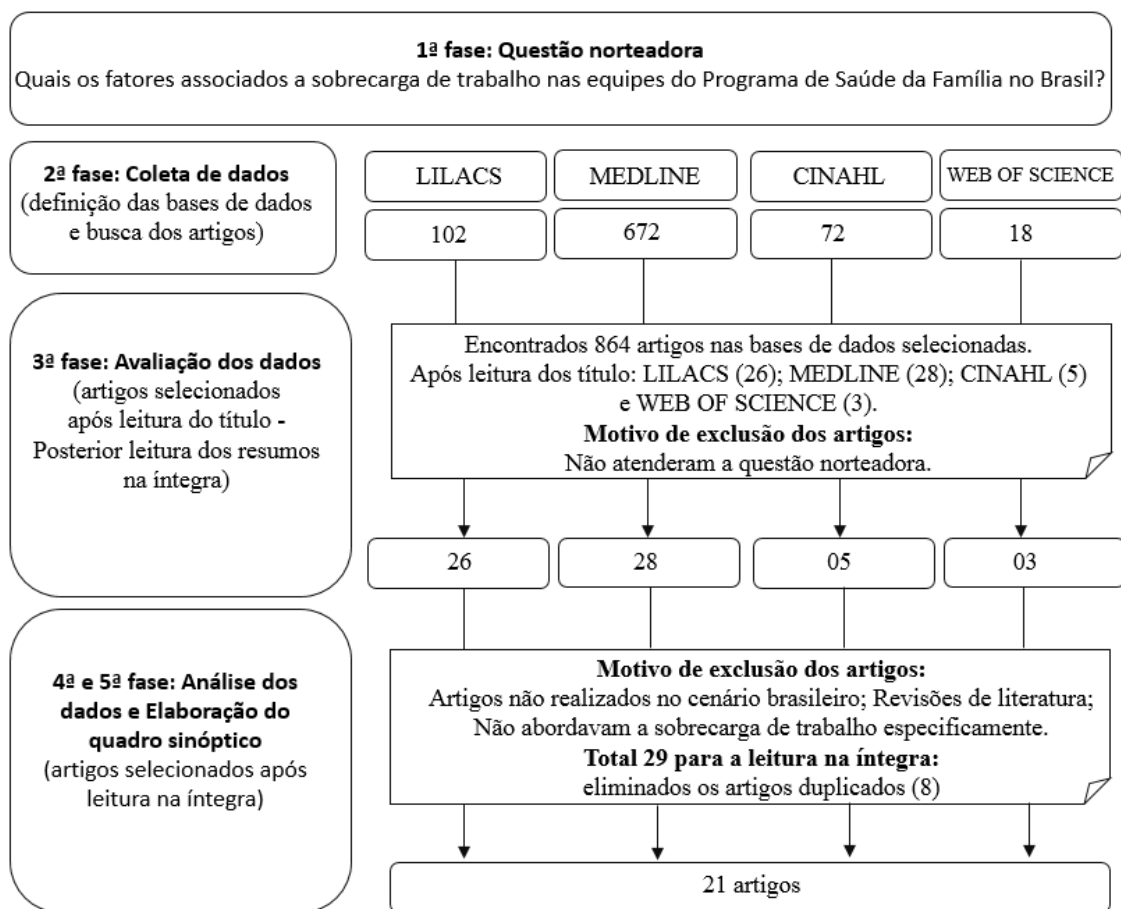 1ª fase: Questão norteadora
Quais os fatores associados a sobrecarga de trabalho nas equipes do Programa de Saúde da Família no Brasil?
2ª fase: Coleta de dados
(definição das bases de dados
e busca dos artigos)
LILACS
MEDLINE
CINAHL
WEB OF SCIENCE
102
672
72
18
3ª fase: Avaliação dos dados
(artigos selecionados
após leitura do título -
Posterior leitura dos resumos
na íntegra)
Encontrados 864 artigos nas bases de dados selecionadas.
Após leitura dos título: LILACS (26); MEDLINE (28); CINAHL (5)
e WEB OF SCIENCE (3).
Motivo de exclusão dos artigos:
Não atenderam a questão norteadora.
26
28
05
03
4ª e 5ª fase: Análise dos
dados e Elaboração do
quadro sinóptico
(artigos selecionados após
leitura na íntegra)
Motivo de exclusão dos artigos:
Artigos não realizados no cenário brasileiro; Revisões de literatura;
Não abordavam a sobrecarga de trabalho especificamente.
Total 29 para a leitura na íntegra:
eliminados os artigos duplicados (8)
21 artigos